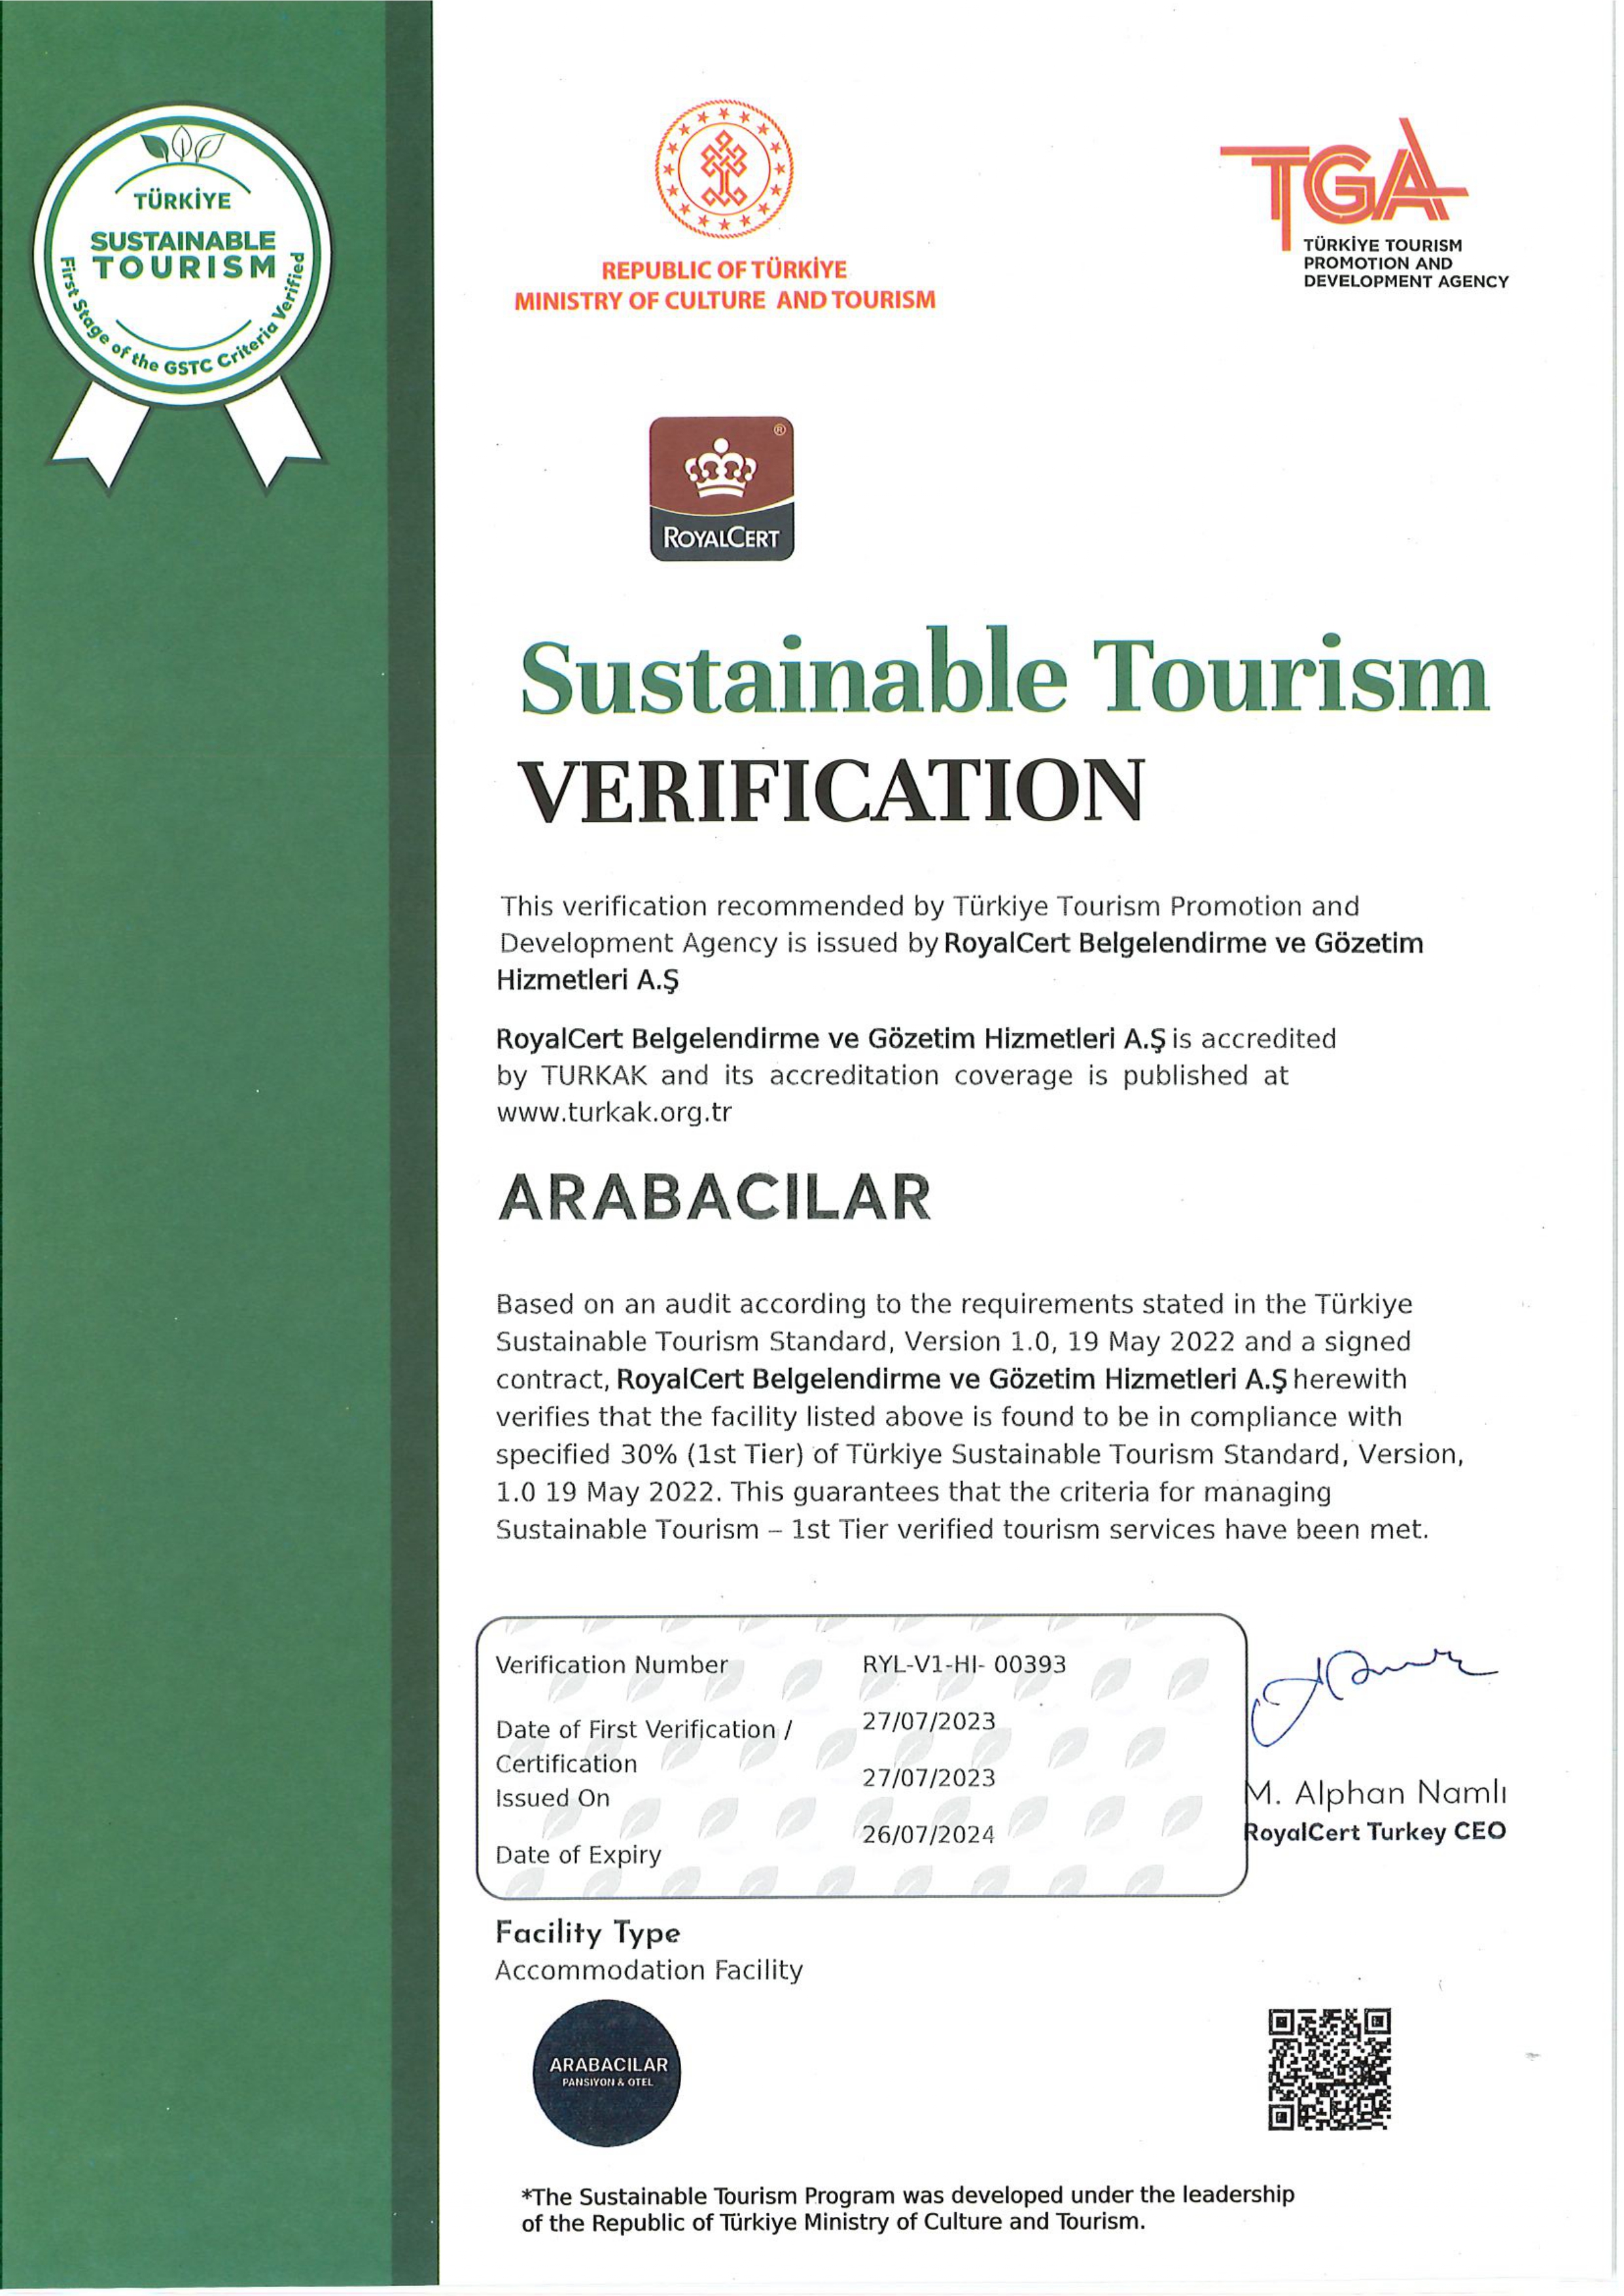 TÜRKİYE
SUSTAINABLE
TOURISM
First Stage of the GSTC Criteria Verified
REPUBLIC OF TÜRKİYE
MINISTRY OF CULTURE AND TOURISM
TGA
TÜRKİYE TOURISM
PROMOTION AND
DEVELOPMENT AGENCY
®
ROYALCERT
Sustainable Tourism
VERIFICATION
This verification recommended by Türkiye Tourism Promotion and
Development Agency is issued by RoyalCert Belgelendirme ve Gözetim
Hizmetleri A.Ş
RoyalCert Belgelendirme ve Gözetim Hizmetleri A.Ş is accredited
by TURKAK and its accreditation coverage is published at
www.turkak.org.tr
ARABACILAR
Based on an audit according to the requirements stated in the Türkiye
Sustainable Tourism Standard, Version 1.0, 19 May 2022 and a signed
contract, RoyalCert Belgelendirme ve Gözetim Hizmetleri A.Ş herewith
verifies that the facility listed above is found to be in compliance with
specified 30% (1st Tier) of Türkiye Sustainable Tourism Standard, Version,
1.0 19 May 2022. This guarantees that the criteria for managing
Sustainable Tourism – 1st Tier verified tourism services have been met.
Verification Number RYL-V1-HI- 00393
Date of First Verification / 27/07/2023
Certification
Issued On 27/07/2023
Date of Expiry 26/07/2024
M. Alphan Namlı
RoyalCert Turkey CEO
Facility Type
Accommodation Facility
ARABACILAR
PANSIYON & OTEL
*The Sustainable Tourism Program was developed under the leadership
of the Republic of Türkiye Ministry of Culture and Tourism.